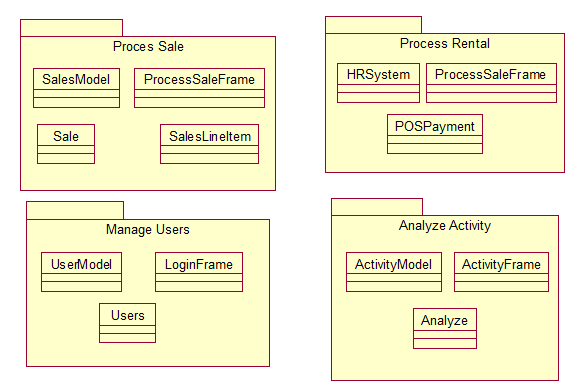 Proces Sale
SalesModel
ProcessSaleFrame
Sale
SalesLineItem
Process Rental
HRSystem
ProcessSaleFrame
POSPayment
Manage Users
UserModel
LoginFrame
Users
Analyze Activity
ActivityModel
ActivityFrame
Analyze